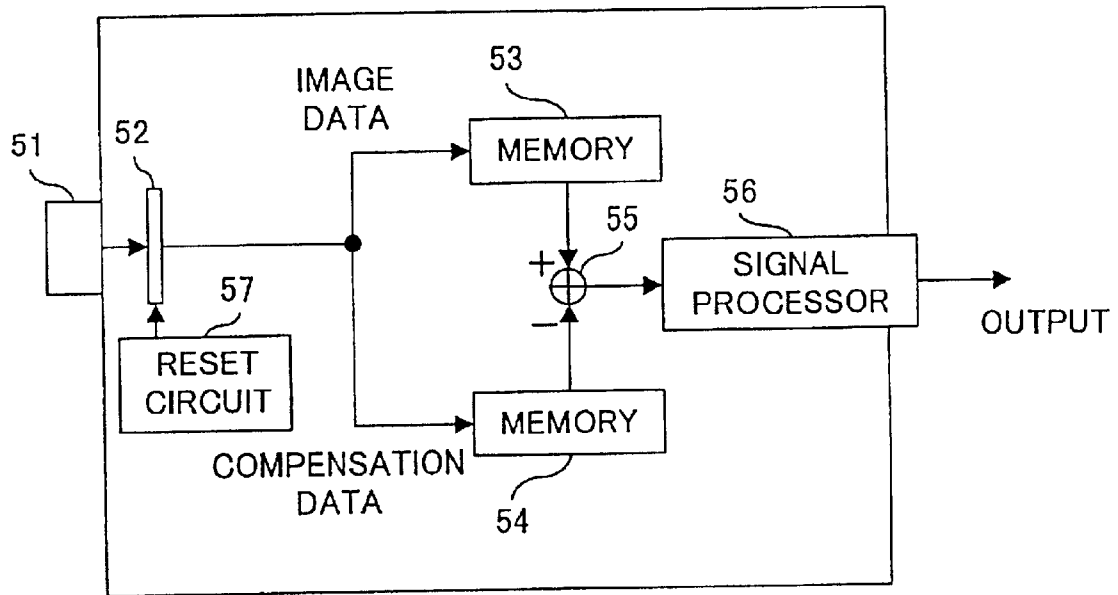 51
52
IMAGE
DATA
53
MEMORY
55
+
−
56
SIGNAL
PROCESSOR
OUTPUT
57
RESET
CIRCUIT
MEMORY
54
COMPENSATION
DATA